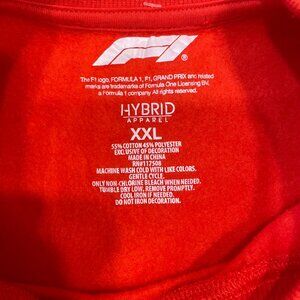 F1
The F1 logo, FORMULA 1, F1, GRAND PRIX and related
marks are trademarks of Formula One Licensing BV,
a Formula 1 company. All rights reserved.
HYBRID
APPAREL
XXL
55% COTTON 45% POLYESTER
EXCLUSIVE OF DECORATION
MADE IN CHINA
RN#117508
MACHINE WASH COLD WITH LIKE COLORS.
GENTLE CYCLE.
ONLY NON-CHLORINE BLEACH WHEN NEEDED.
TUMBLE DRY LOW. REMOVE PROMPTLY.
COOL IRON IF NEEDED.
DO NOT IRON DECORATION.